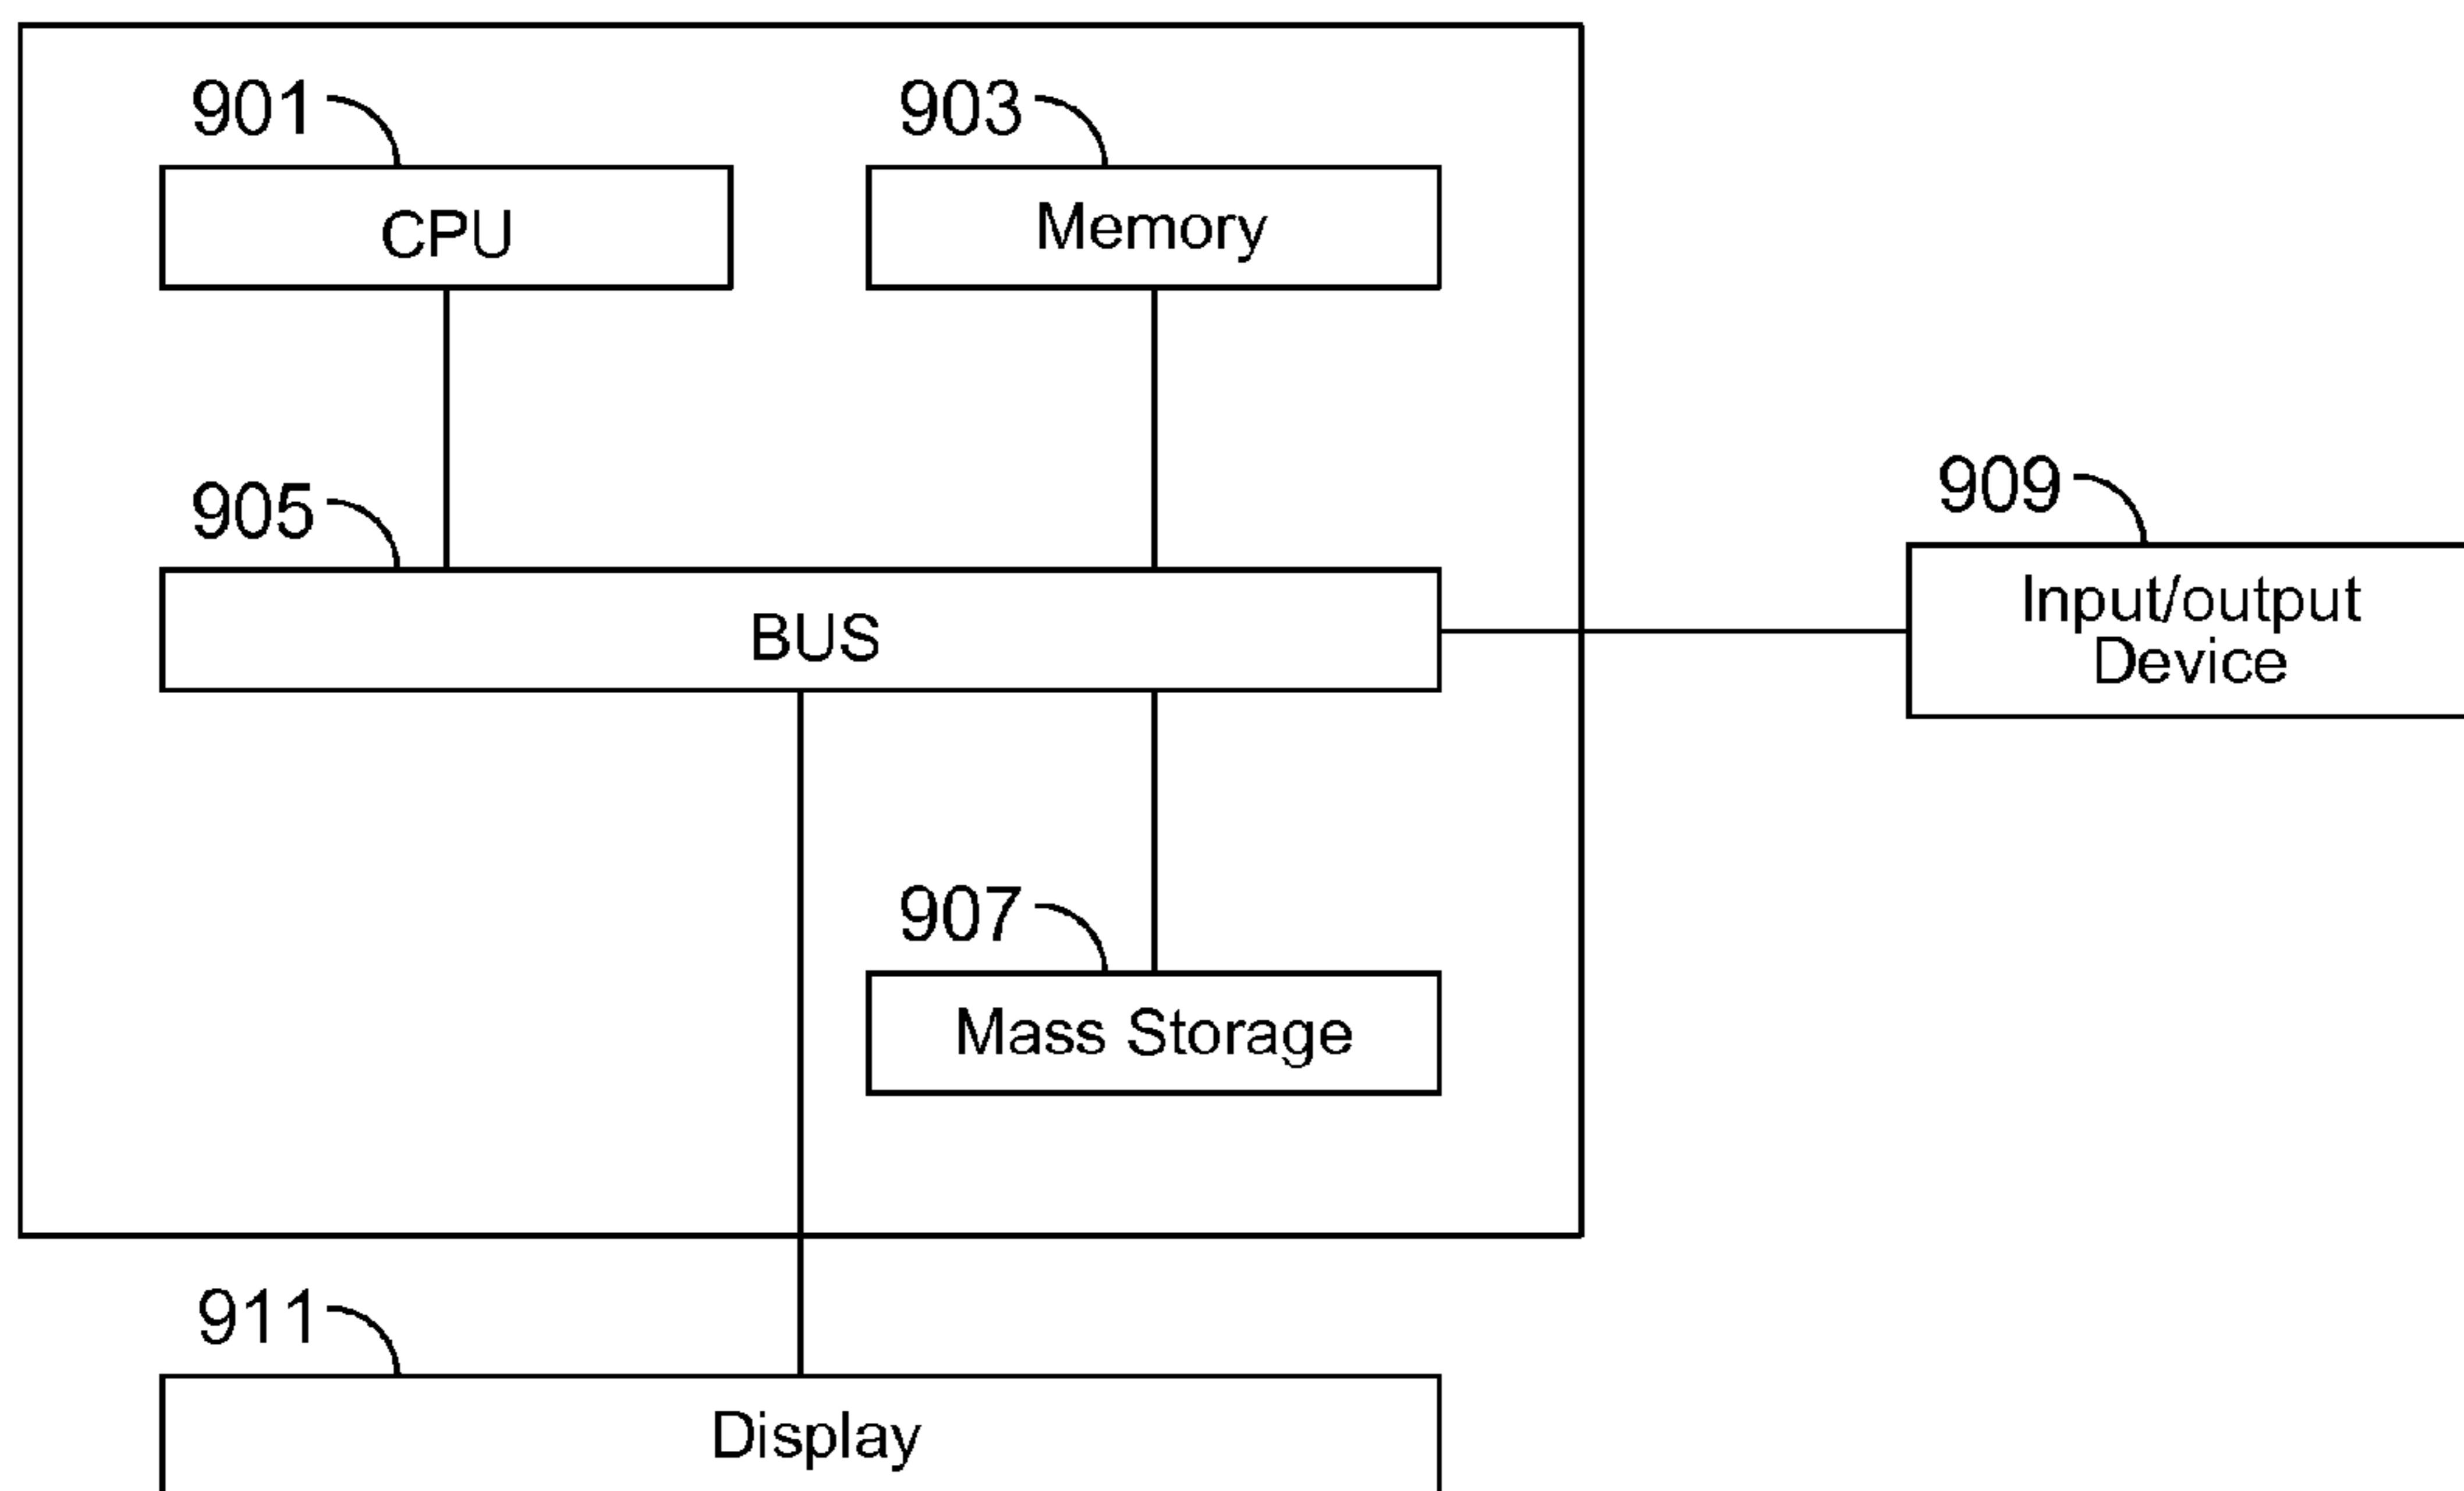 901
903
CPU
Memory
905
909
BUS
Input/output
Device
907
Mass Storage
911
Display